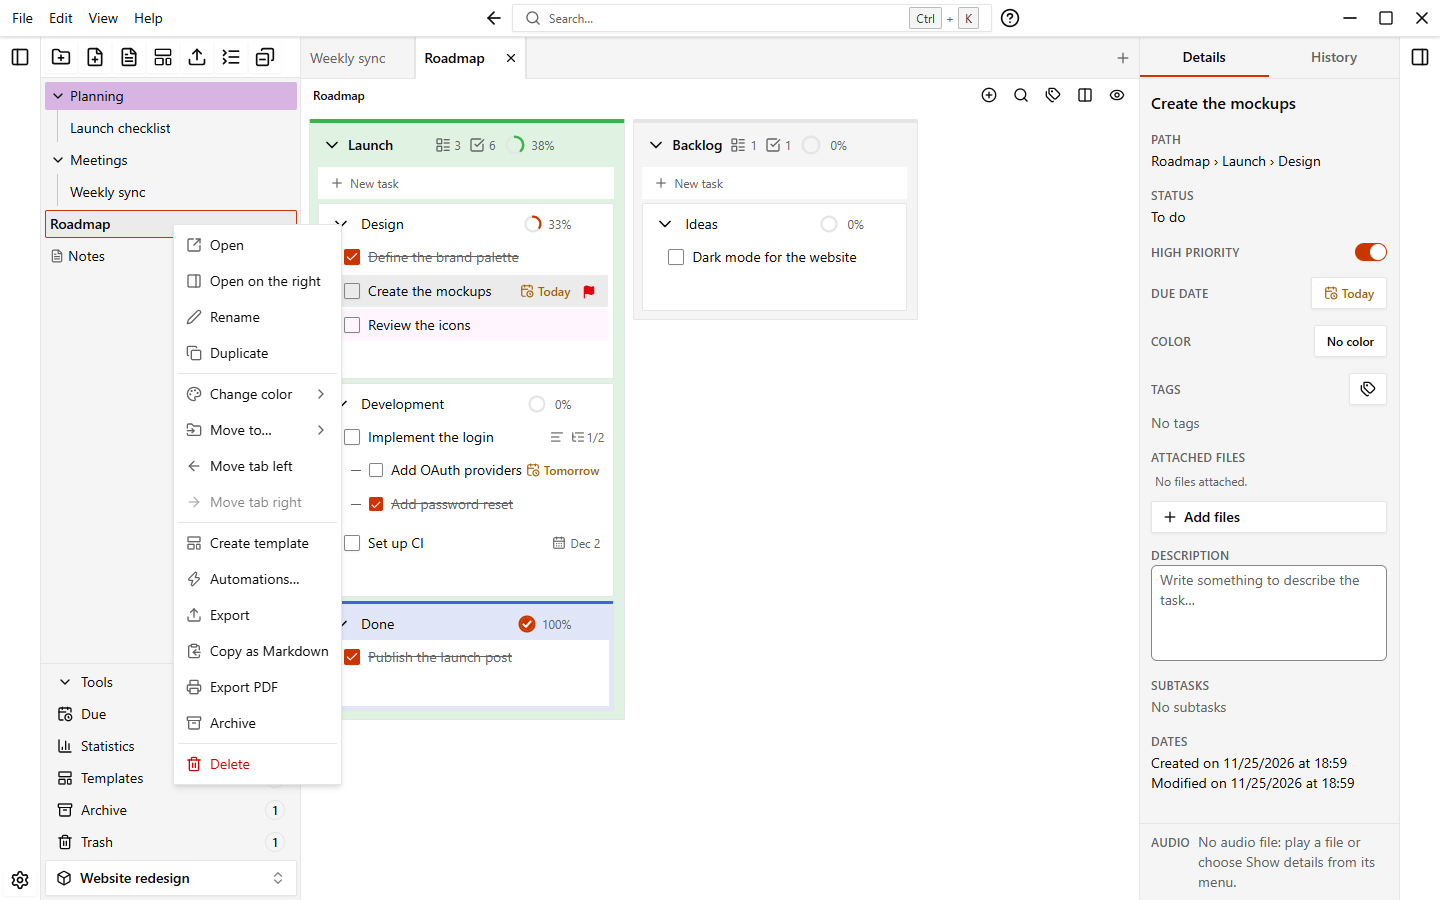 File Edit View Help
Search... Ctrl + K
Weekly sync
Roadmap
Details
History
Planning
Launch checklist
Meetings
Weekly sync
Roadmap
Notes
Open
Open on the right
Rename
Duplicate
Change color
Move to...
Move tab left
Move tab right
Create template
Automations...
Export
Copy as Markdown
Export PDF
Archive
Delete
Tools
Due
Statistics
Templates
Archive 1
Trash 1
Website redesign
Roadmap
Launch 3 6 38%
New task
Design 33%
Define the brand palette
Create the mockups Today
Review the icons
Development 0%
Implement the login 1/2
Add OAuth providers Tomorrow
Add password reset
Set up CI Dec 2
Done 100%
Publish the launch post
Backlog 1 1 0%
New task
Ideas 0%
Dark mode for the website
Create the mockups
PATH
Roadmap › Launch › Design
STATUS
To do
HIGH PRIORITY
DUE DATE Today
COLOR No color
TAGS
No tags
ATTACHED FILES
No files attached.
Add files
DESCRIPTION
Write something to describe the
task...
SUBTASKS
No subtasks
DATES
Created on 11/25/2026 at 18:59
Modified on 11/25/2026 at 18:59
AUDIO No audio file: play a file or
choose Show details from its
menu.